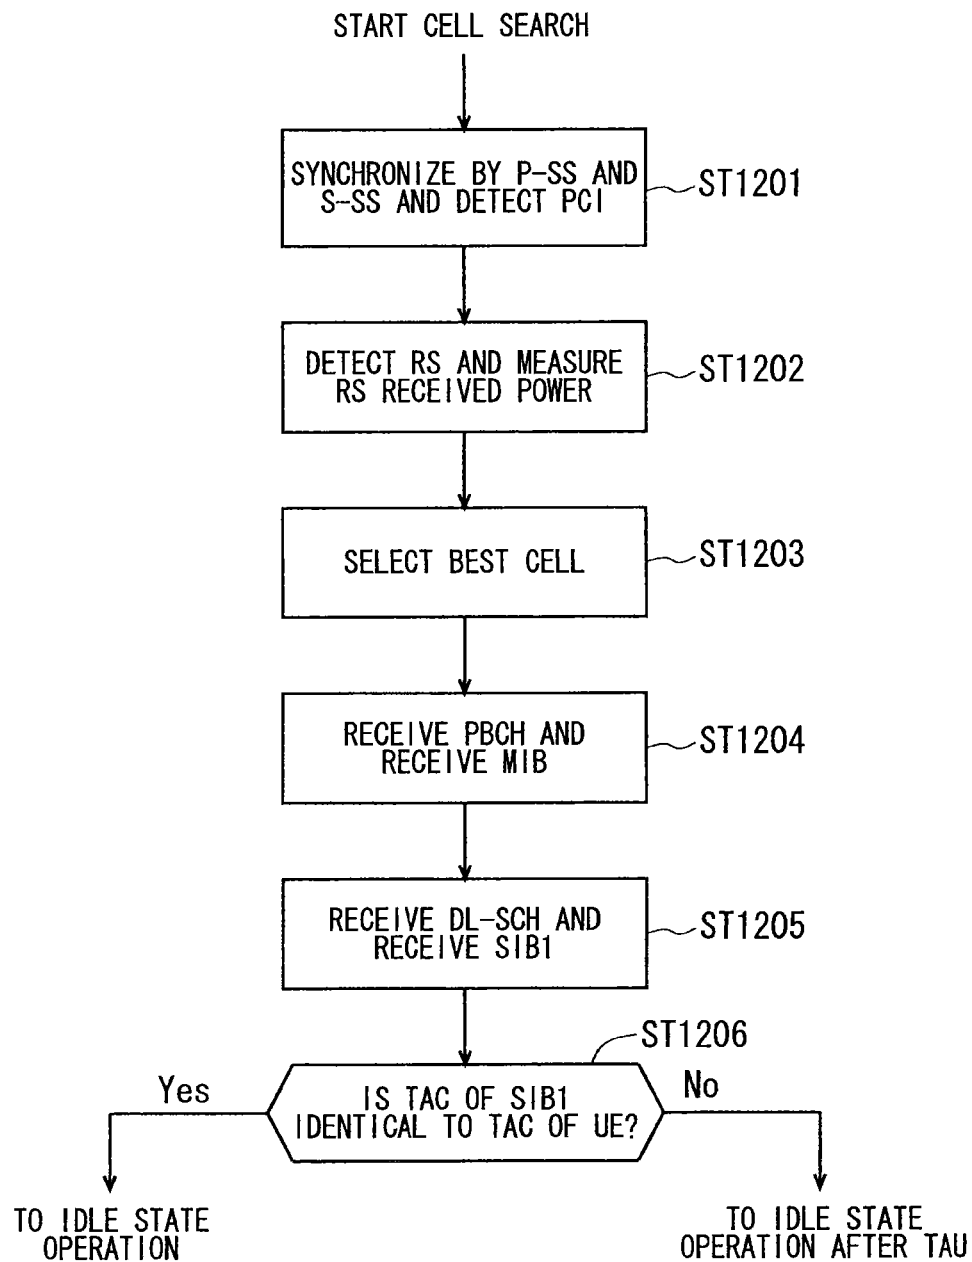 START CELL SEARCH
SYNCHRONIZE BY P-SS AND
S-SS AND DETECT PCI
ST1201
DETECT RS AND MEASURE
RS RECEIVED POWER
ST1202
SELECT BEST CELL
ST1203
RECEIVE PBCH AND
RECEIVE MIB
ST1204
RECEIVE DL-SCH AND
RECEIVE SIB1
ST1205
ST1206
Yes
IS TAC OF SIB1
IDENTICAL TO TAC OF UE?
No
TO IDLE STATE
OPERATION
TO IDLE STATE
OPERATION AFTER TAU